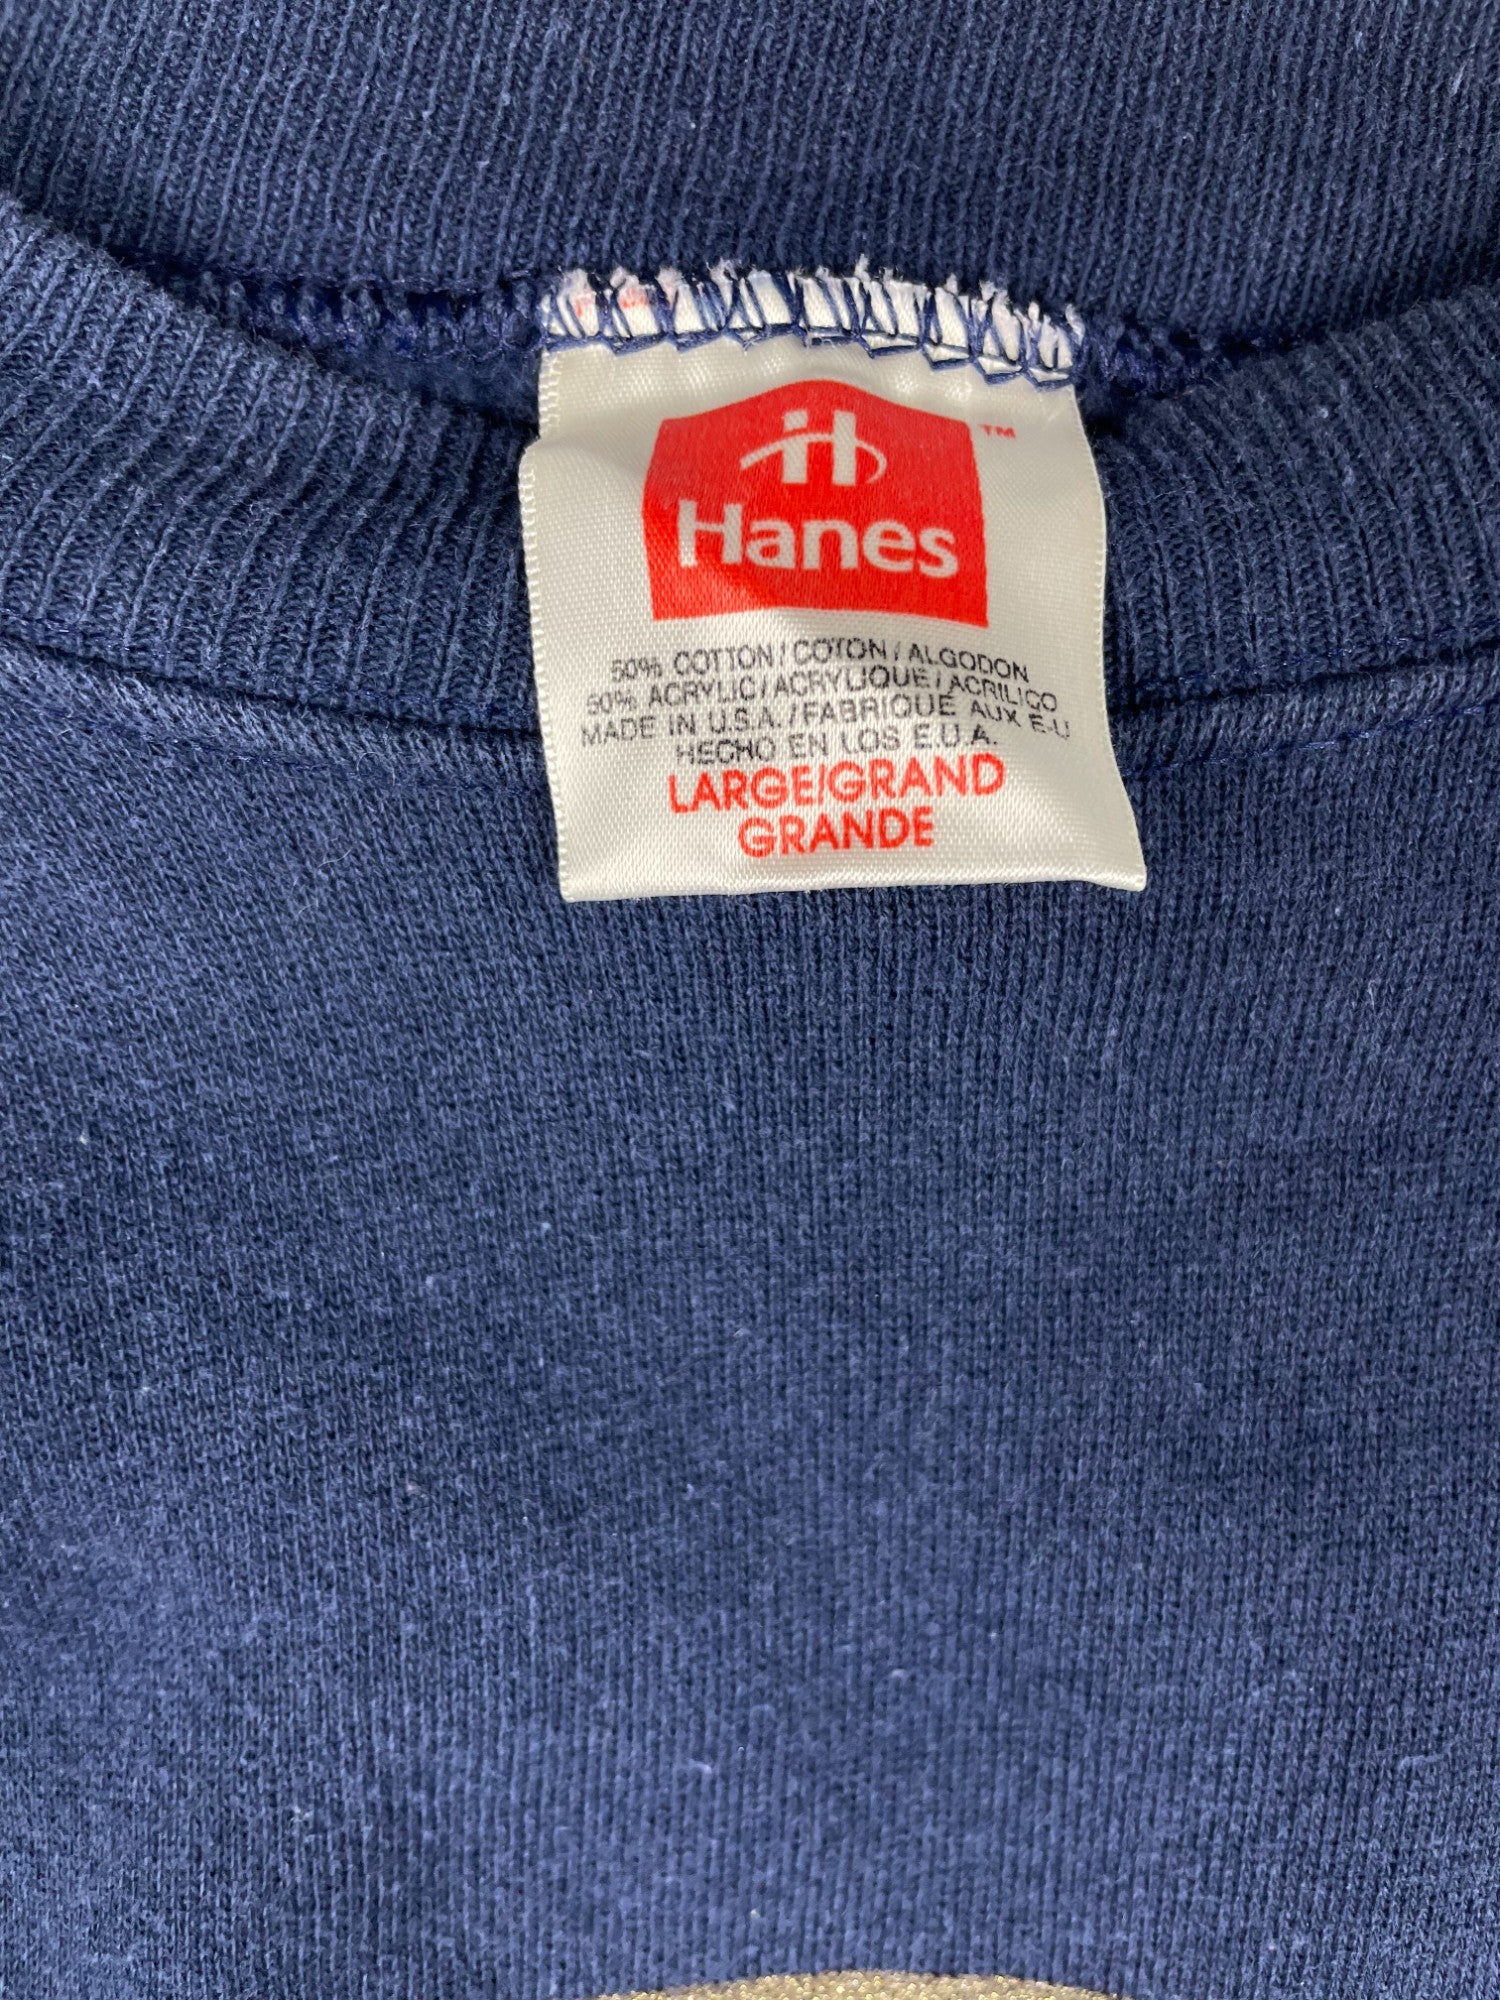 H
TM
Hanes
50% COTTON / COTON / ALGODON
50% ACRYLIC / ACRYLIQUE / ACRILICO
MADE IN U.S.A. / FABRIQUE AUX É-U
HECHO EN LOS E.U.A.
LARGE/GRAND
GRANDE